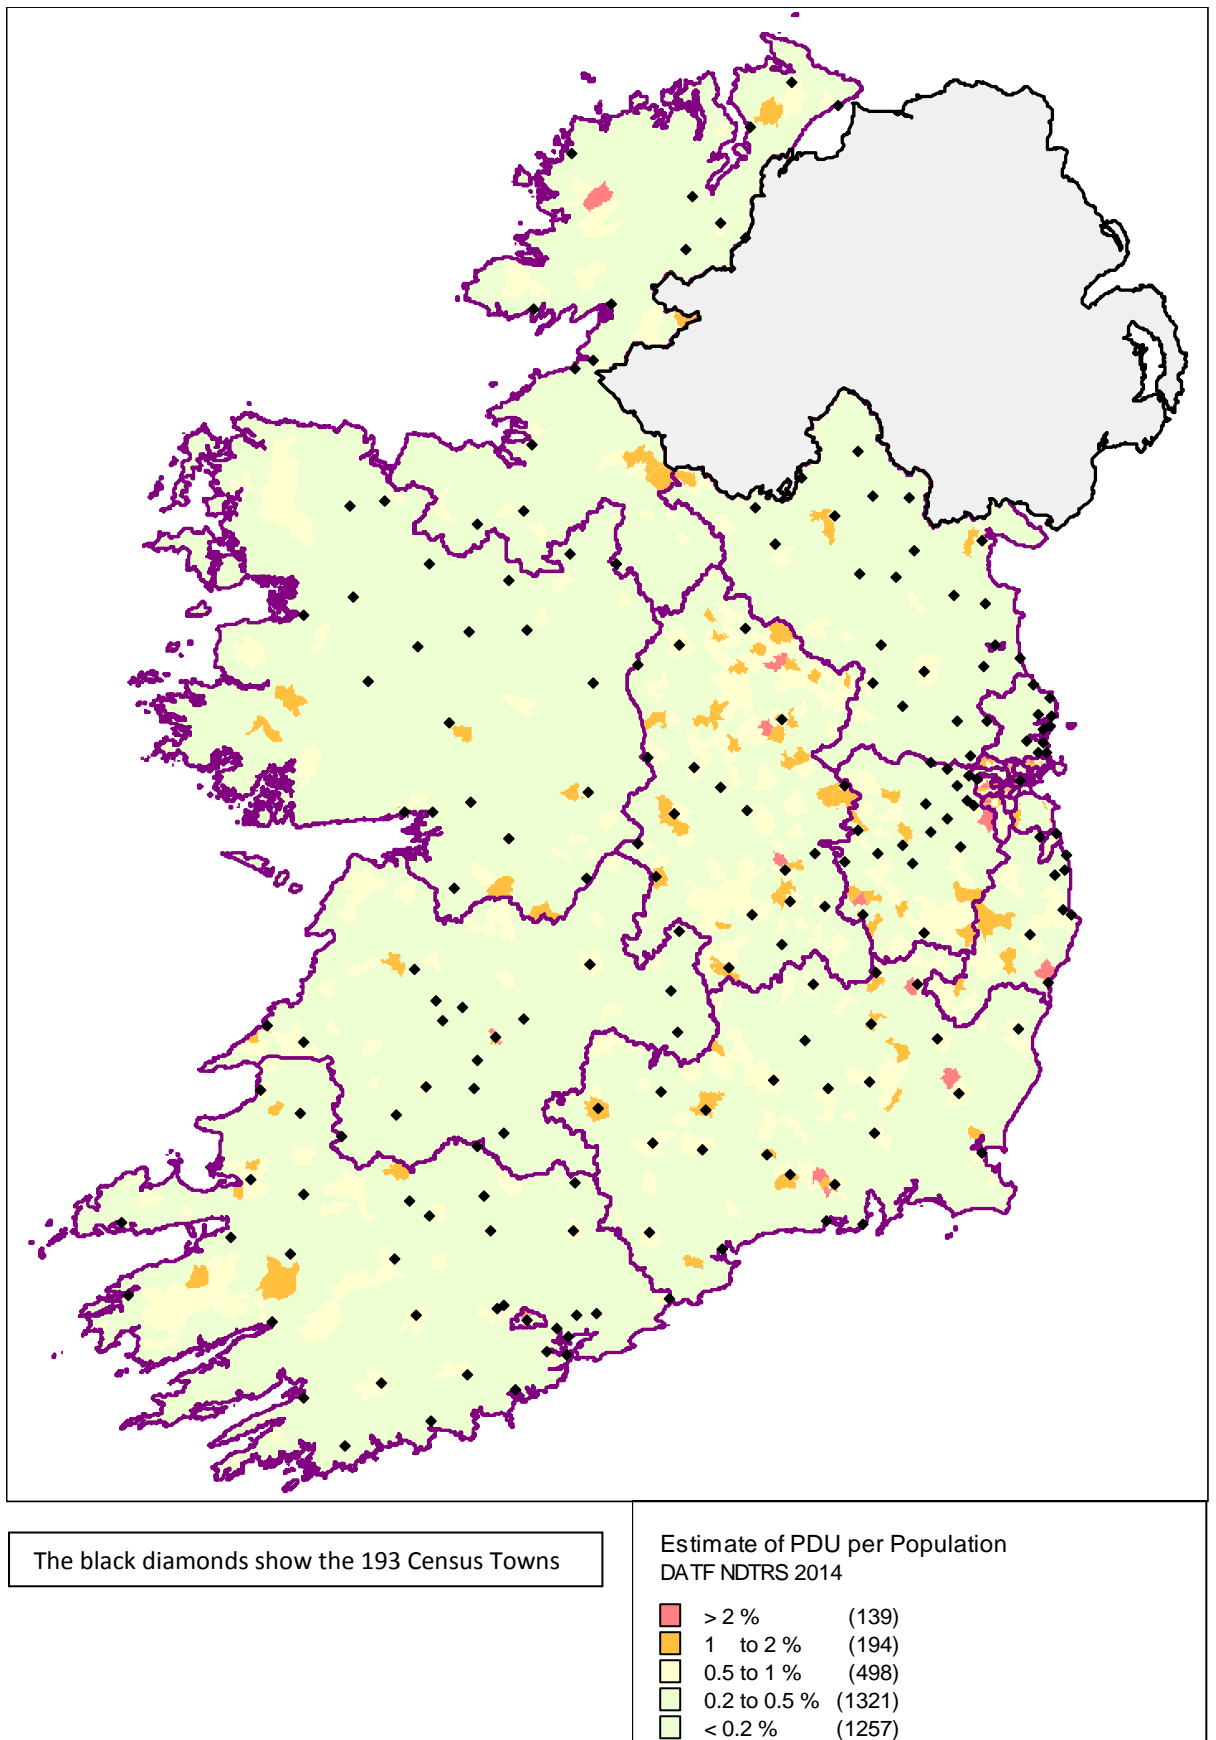 The black diamonds show the 193 Census Towns
Estimate of PDU per Population
DATF NDTRS 2014
> 2 % (139)
1 to 2 % (194)
0.5 to 1 % (498)
0.2 to 0.5 % (1321)
< 0.2 % (1257)